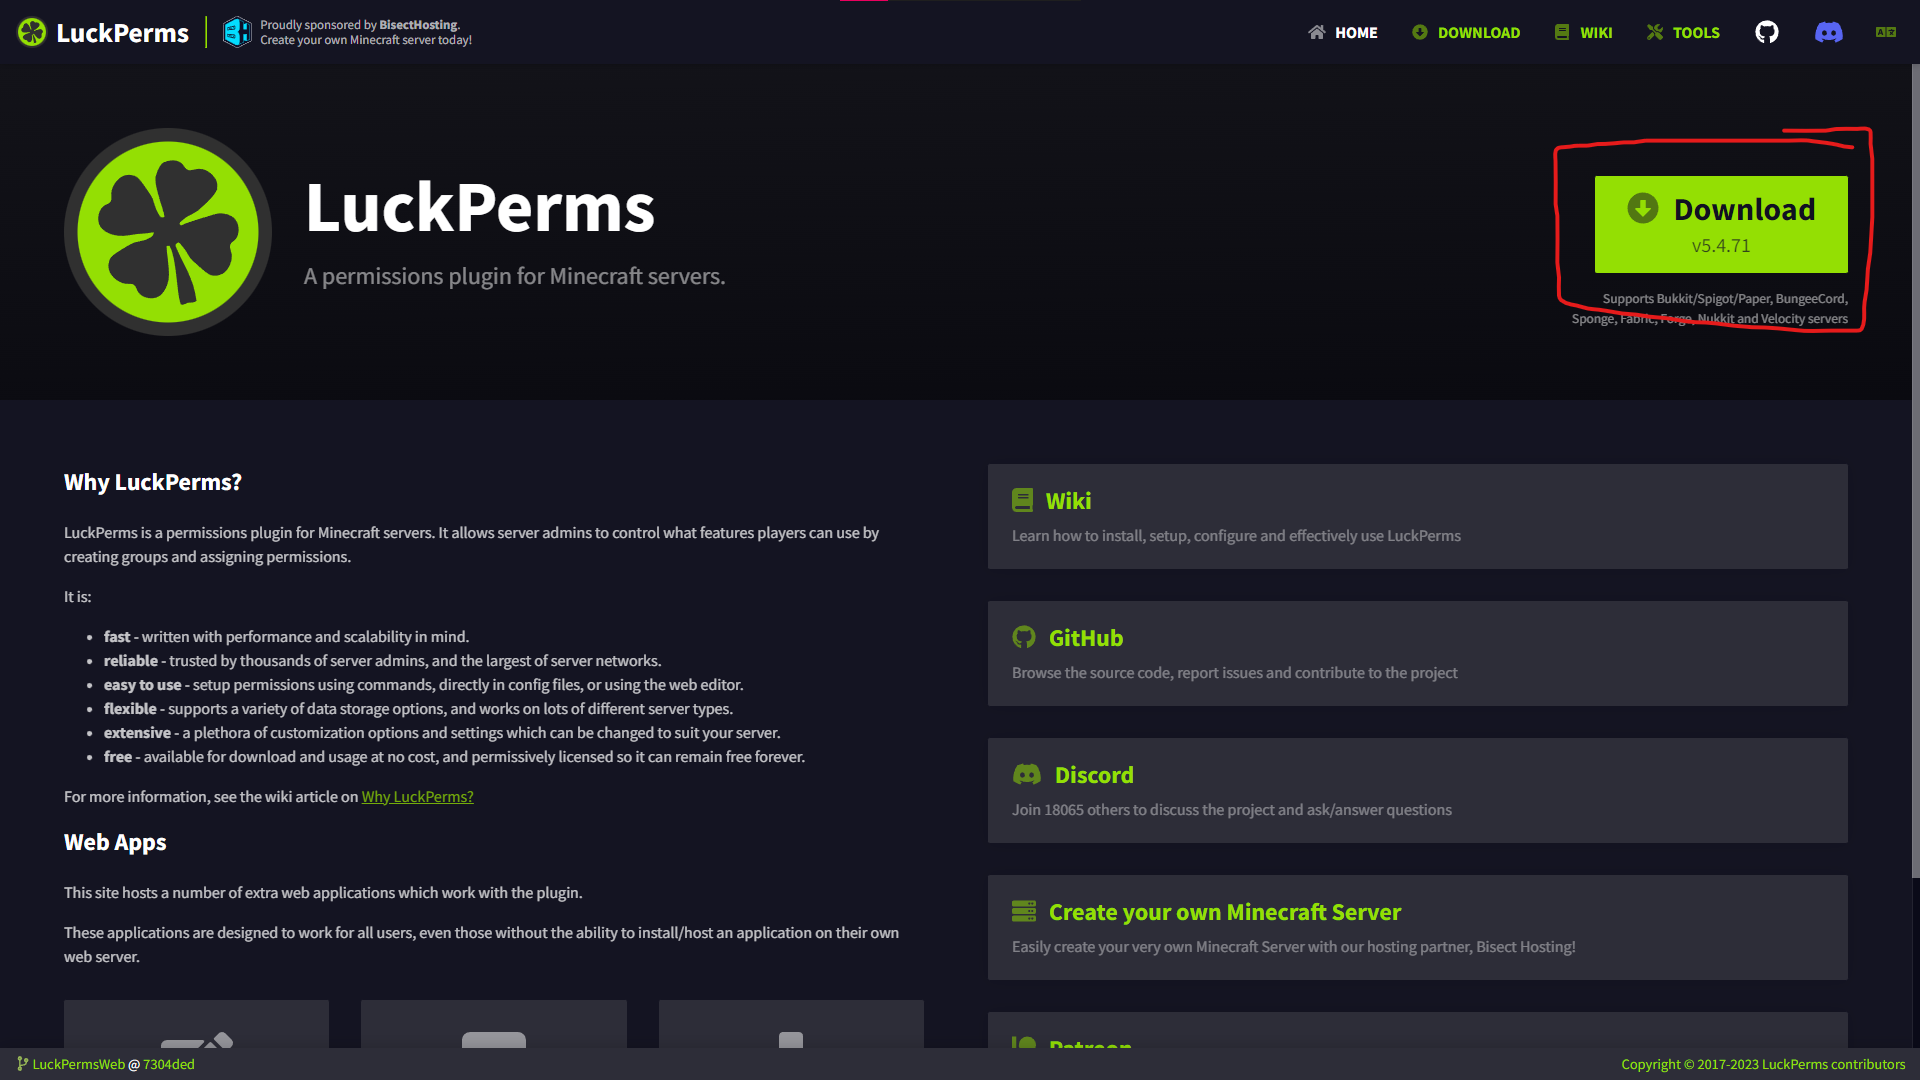 LuckPerms
Proudly sponsored by BisectHosting.
Create your own Minecraft server today!
HOME
DOWNLOAD
WIKI
TOOLS
LuckPerms
A permissions plugin for Minecraft servers.
Download
v5.4.71
Supports Bukkit/Spigot/Paper, BungeeCord,
Sponge, Fabric, Forge, Nukkit and Velocity servers
Why LuckPerms?
LuckPerms is a permissions plugin for Minecraft servers. It allows server admins to control what features players can use by
creating groups and assigning permissions.
It is:
• fast - written with performance and scalability in mind.
• reliable - trusted by thousands of server admins, and the largest of server networks.
• easy to use - setup permissions using commands, directly in config files, or using the web editor.
• flexible - supports a variety of data storage options, and works on lots of different server types.
• extensive - a plethora of customization options and settings which can be changed to suit your server.
• free - available for download and usage at no cost, and permissively licensed so it can remain free forever.
For more information, see the wiki article on Why LuckPerms?
Web Apps
This site hosts a number of extra web applications which work with the plugin.
These applications are designed to work for all users, even those without the ability to install/host an application on their own
web server.
Wiki
Learn how to install, setup, configure and effectively use LuckPerms
GitHub
Browse the source code, report issues and contribute to the project
Discord
Join 18065 others to discuss the project and ask/answer questions
Create your own Minecraft Server
Easily create your very own Minecraft Server with our hosting partner, Bisect Hosting!
Patreon
LuckPermsWeb @ 7304ded
Copyright © 2017-2023 LuckPerms contributors